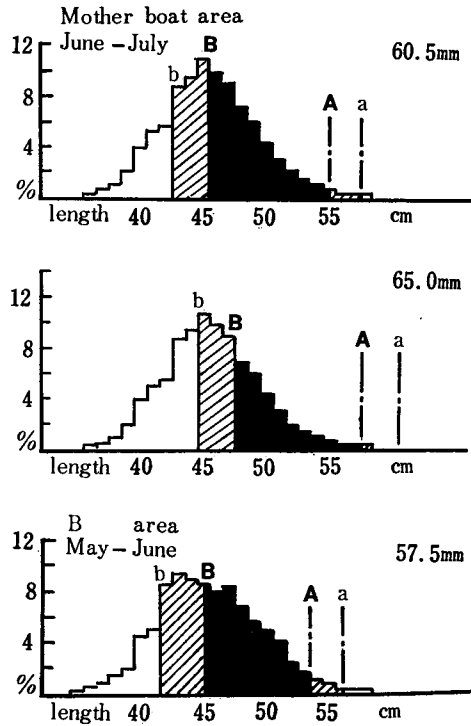 Mother boat area
June-July
60.5mm
12
8
4
%
b
B
A
a
length 40 45 50 55 cm
65.0mm
12
8
4
%
b
B
A
a
length 40 45 50 55 cm
B area
May-June
57.5mm
12
8
4
%
b
B
A
a
length 40 45 50 55 cm